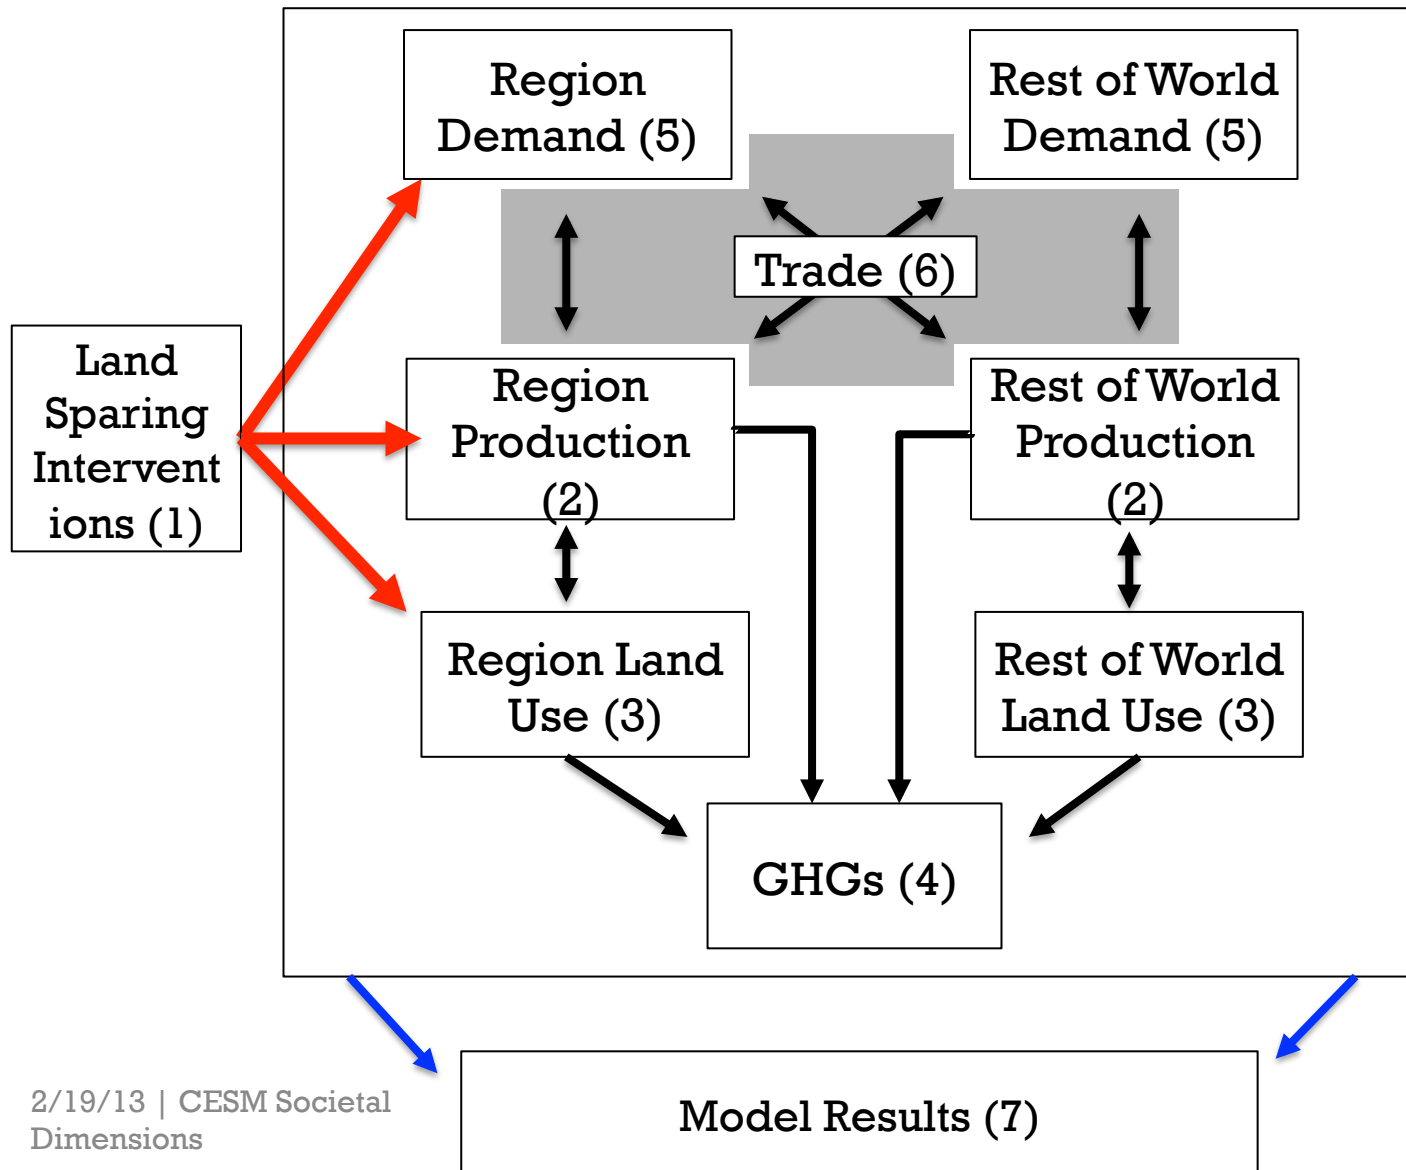 Region
Demand (5)
Rest of World
Demand (5)
Trade (6)
Land
Sparing
Intervent
ions (1)
Region
Production
(2)
Rest of World
Production
(2)
Region Land
Use (3)
Rest of World
Land Use (3)
GHGs (4)
Model Results (7)
2/19/13 | CESM Societal
Dimensions